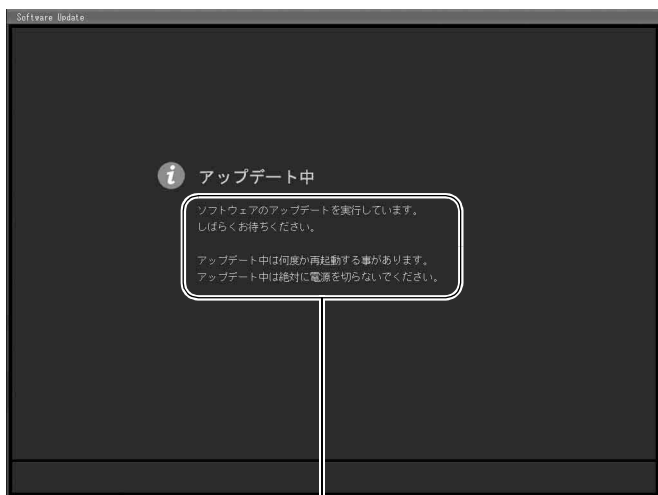 Software Update
アップデート中
ソフトウェアのアップデートを実行しています。
しばらくお待ちください。
アップデート中は何度か再起動する事があります。
アップデート中は絶対に電源を切らないでください。